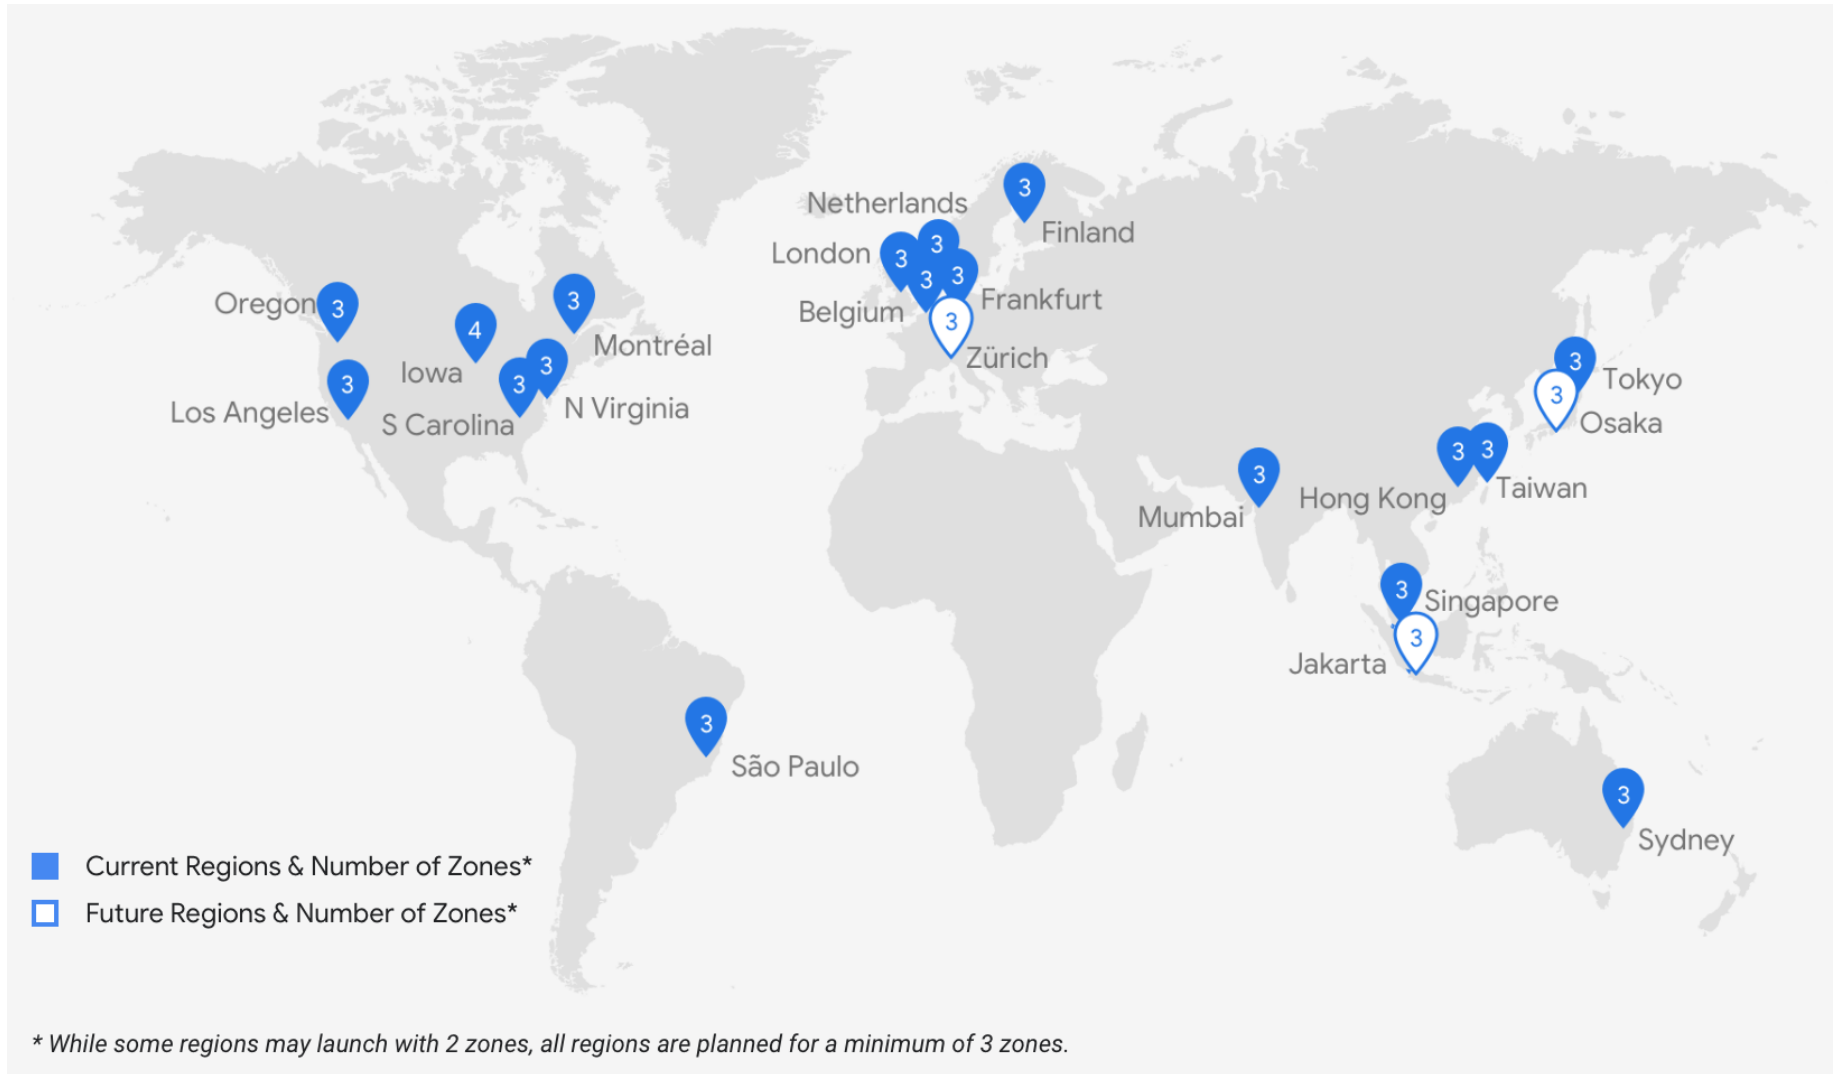 3
Finland
Netherlands
3
London
3
3
3
Belgium
Frankfurt
3
Zürich
Oregon
3
3
Montréal
4
Iowa
3
Los Angeles
3
S Carolina
3
N Virginia
3
Tokyo
3
Osaka
3
Hong Kong
3
Taiwan
3
Mumbai
3
Singapore
3
Jakarta
3
São Paulo
3
Sydney
Current Regions & Number of Zones*
Future Regions & Number of Zones*
* While some regions may launch with 2 zones, all regions are planned for a minimum of 3 zones.